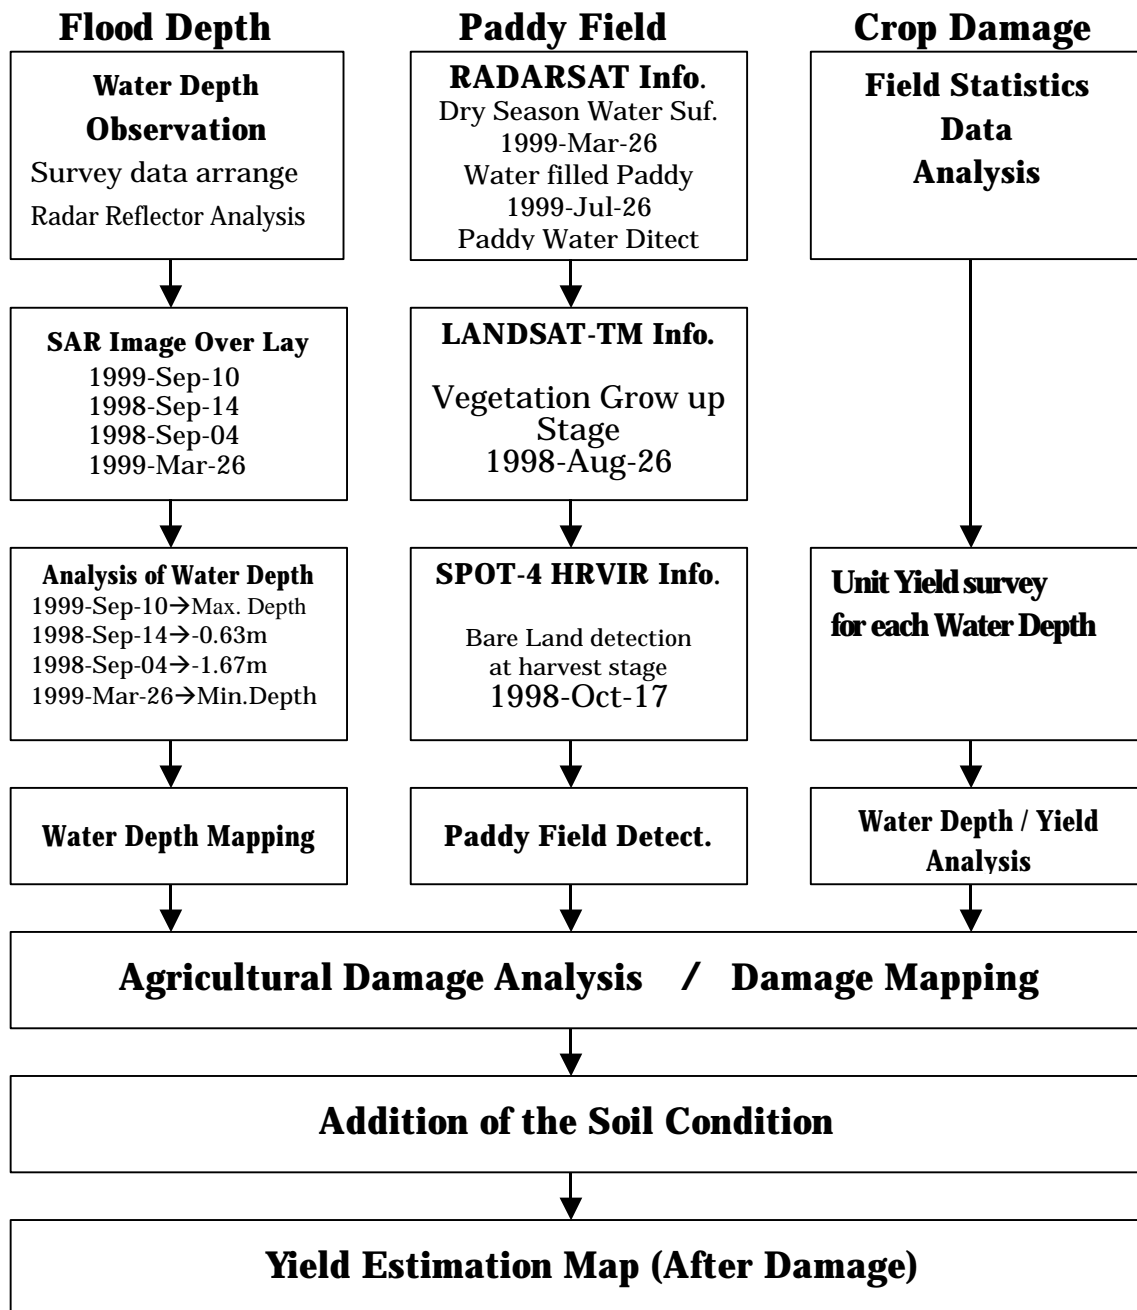 Flood Depth
Water Depth
Observation
Survey data arrange
Radar Reflector Analysis
SAR Image Over Lay
1999-Sep-10
1998-Sep-14
1998-Sep-04
1999-Mar-26
Analysis of Water Depth
1999-Sep-10→Max. Depth
1998-Sep-14→-0.63m
1998-Sep-04→-1.67m
1999-Mar-26→Min.Depth
Water Depth Mapping
Paddy Field
RADARSAT Info.
Dry Season Water Suf.
1999-Mar-26
Water filled Paddy
1999-Jul-26
Paddy Water Ditect
LANDSAT-TM Info.
Vegetation Grow up
Stage
1998-Aug-26
SPOT-4 HRVIR Info.
Bare Land detection
at harvest stage
1998-Oct-17
Paddy Field Detect.
Crop Damage
Field Statistics
Data
Analysis
Unit Yield survey
for each Water Depth
Water Depth / Yield
Analysis
Agricultural Damage Analysis / Damage Mapping
Addition of the Soil Condition
Yield Estimation Map (After Damage)